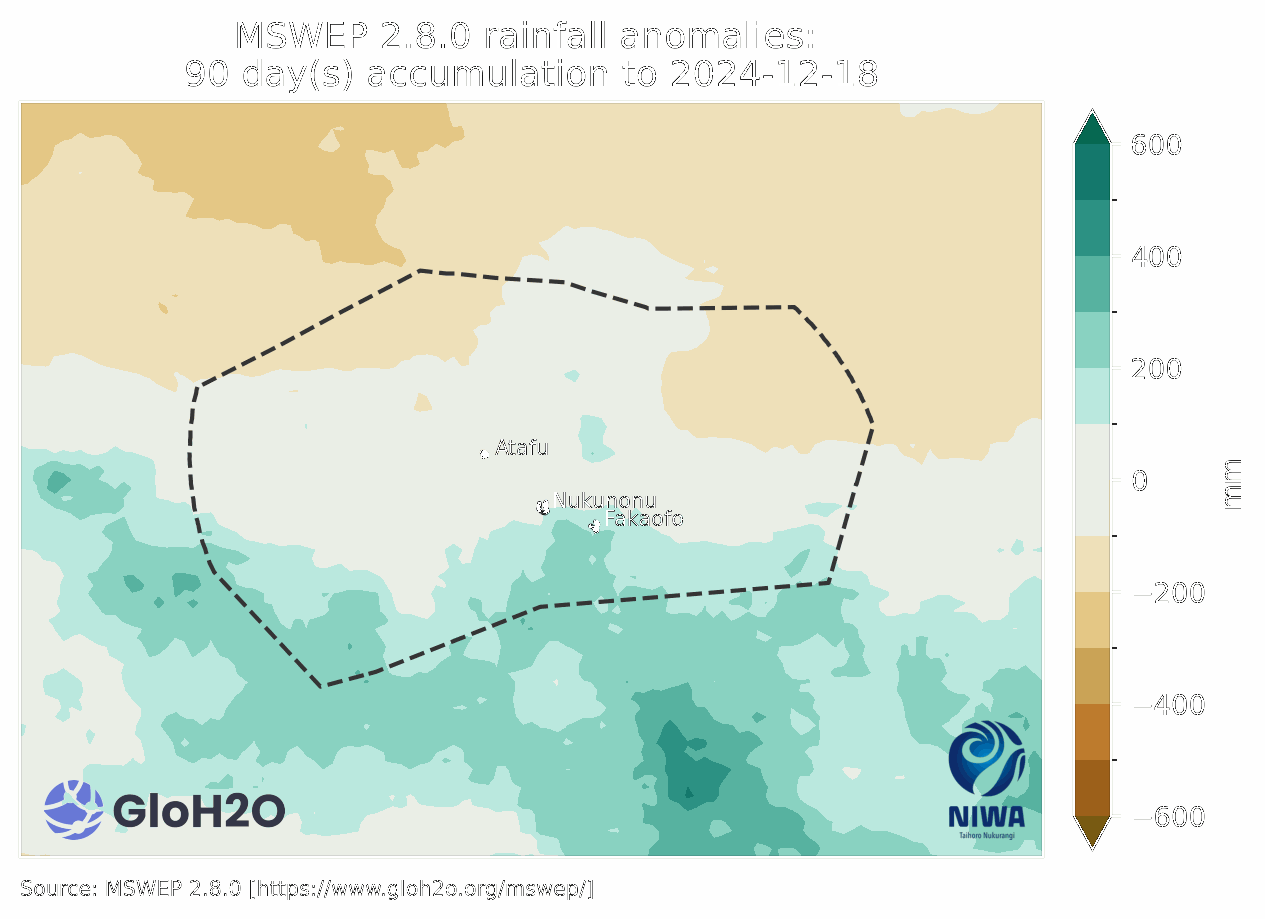 MSWEP 2.8.0 rainfall anomalies:
90 day(s) accumulation to 2024-12-18
600
400
200
0
−200
−400
−600
mm
Atafu
Nukunonu
Fakaofo
GloH2O
NIWA
Taihoro Nukurangi
Source: MSWEP 2.8.0 [https://www.gloh2o.org/mswep/]